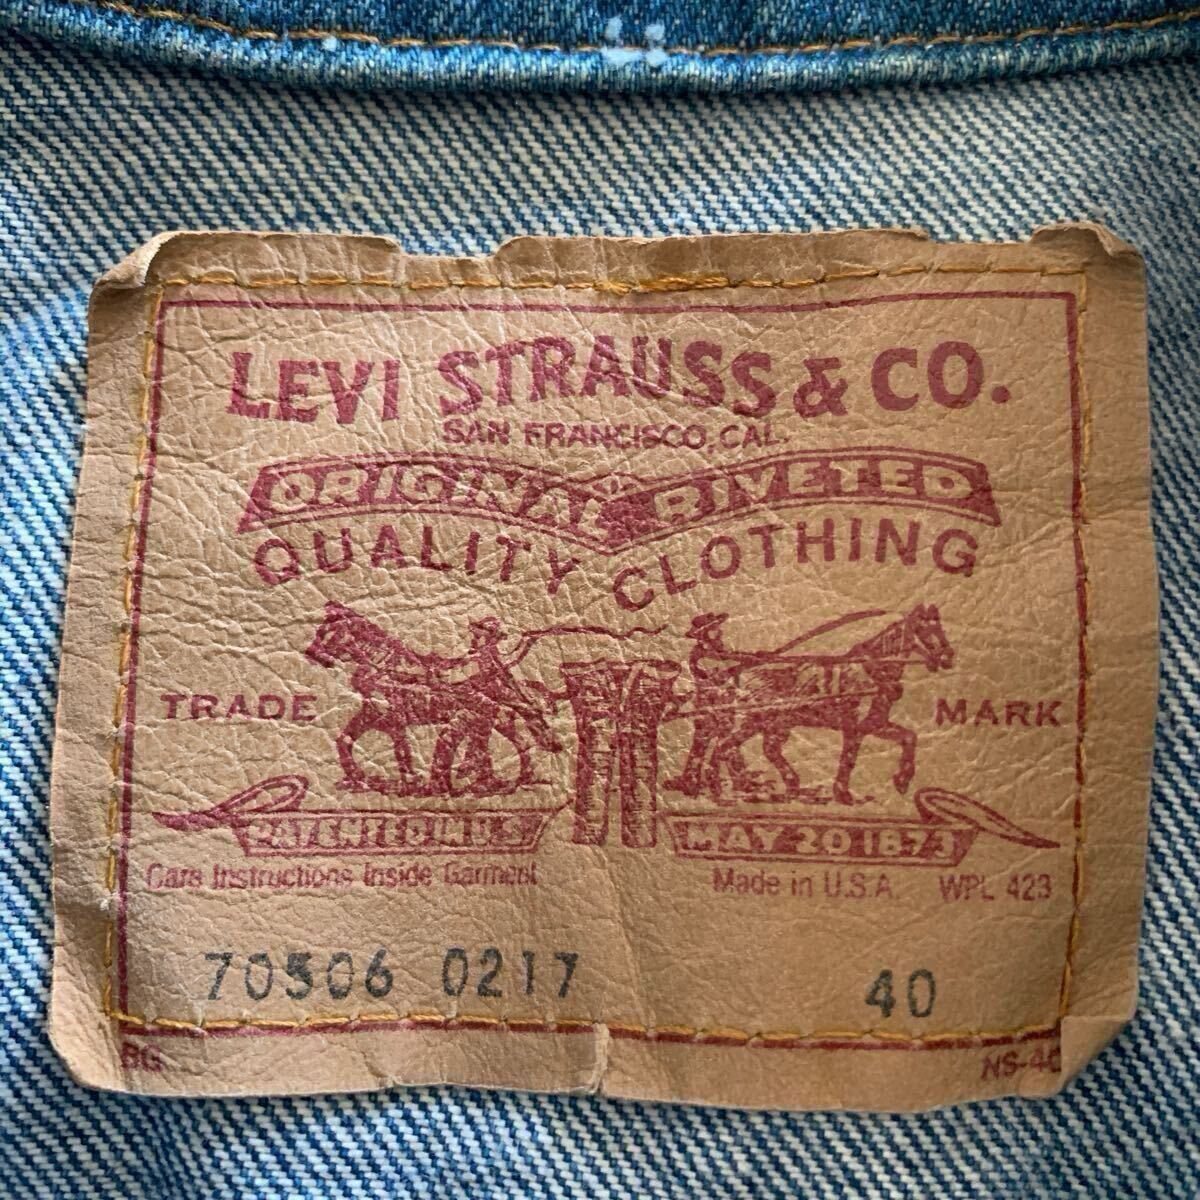 LEVI STRAUSS & CO.
SAN FRANCISCO, CAL.
ORIGINAL RIVETED
QUALITY CLOTHING
TRADE MARK
PATENTED IN U.S. MAY 20 1873
Care Instructions Inside Garment Made in U.S.A. WPL 423
70506 0217 40
BG